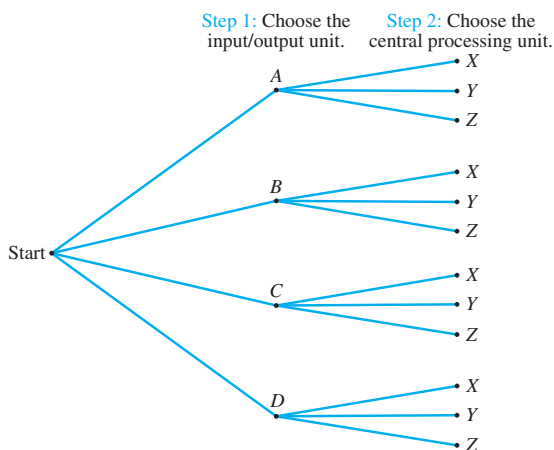 Step 1: Choose the
input/output unit.
Step 2: Choose the
central processing unit.
A
X
Y
Z
B
X
Y
Z
Start
C
X
Y
Z
D
X
Y
Z